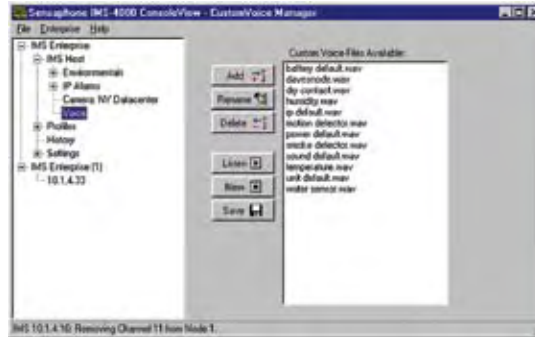 Sensaphone IMS-4000 ConsoleView - CustomVoice Manager
File Enterprise Help
IMS Enterprise
IMS Host
Environmentals
IP Alarms
Camera: NY Datacenter
Voice
Profiles
History
Settings
IMS Enterprise (1)
10.1.4.33
Add
Rename
Delete
Listen
New
Save
Custom Voice Files Available:
battery default.wav
davesnode.wav
dry contact.wav
humidity.wav
ip default.wav
motion detector.wav
power default.wav
smoke detector.wav
sound default.wav
temperature.wav
unit default.wav
water sensor.wav
IMS 10.1.4.10: Removing Channel 11 from Node 1.